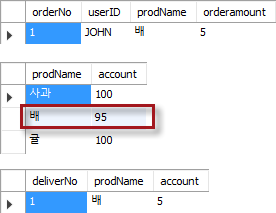 orderNo userID prodName orderamount
1 JOHN 배 5
prodName account
사과 100
배 95
귤 100
deliverNo prodName account
1 배 5